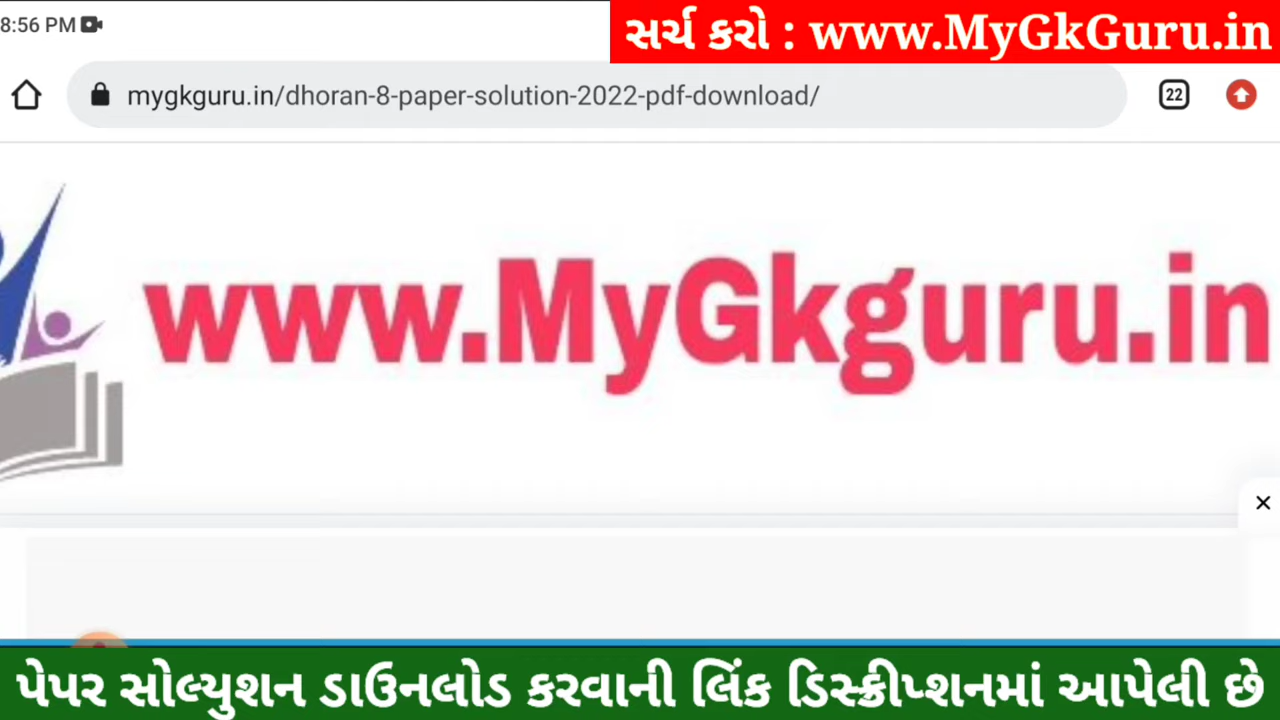 8:56 PM
સર્ચ કરો : www.MyGkGuru.in
mygkguru.in/dhoran-8-paper-solution-2022-pdf-download/
22
www.MyGkguru.in
પેપર સોલ્યુશન ડાઉનલોડ કરવાની લિંક ડિસ્ક્રીપ્શનમાં આપેલી છે